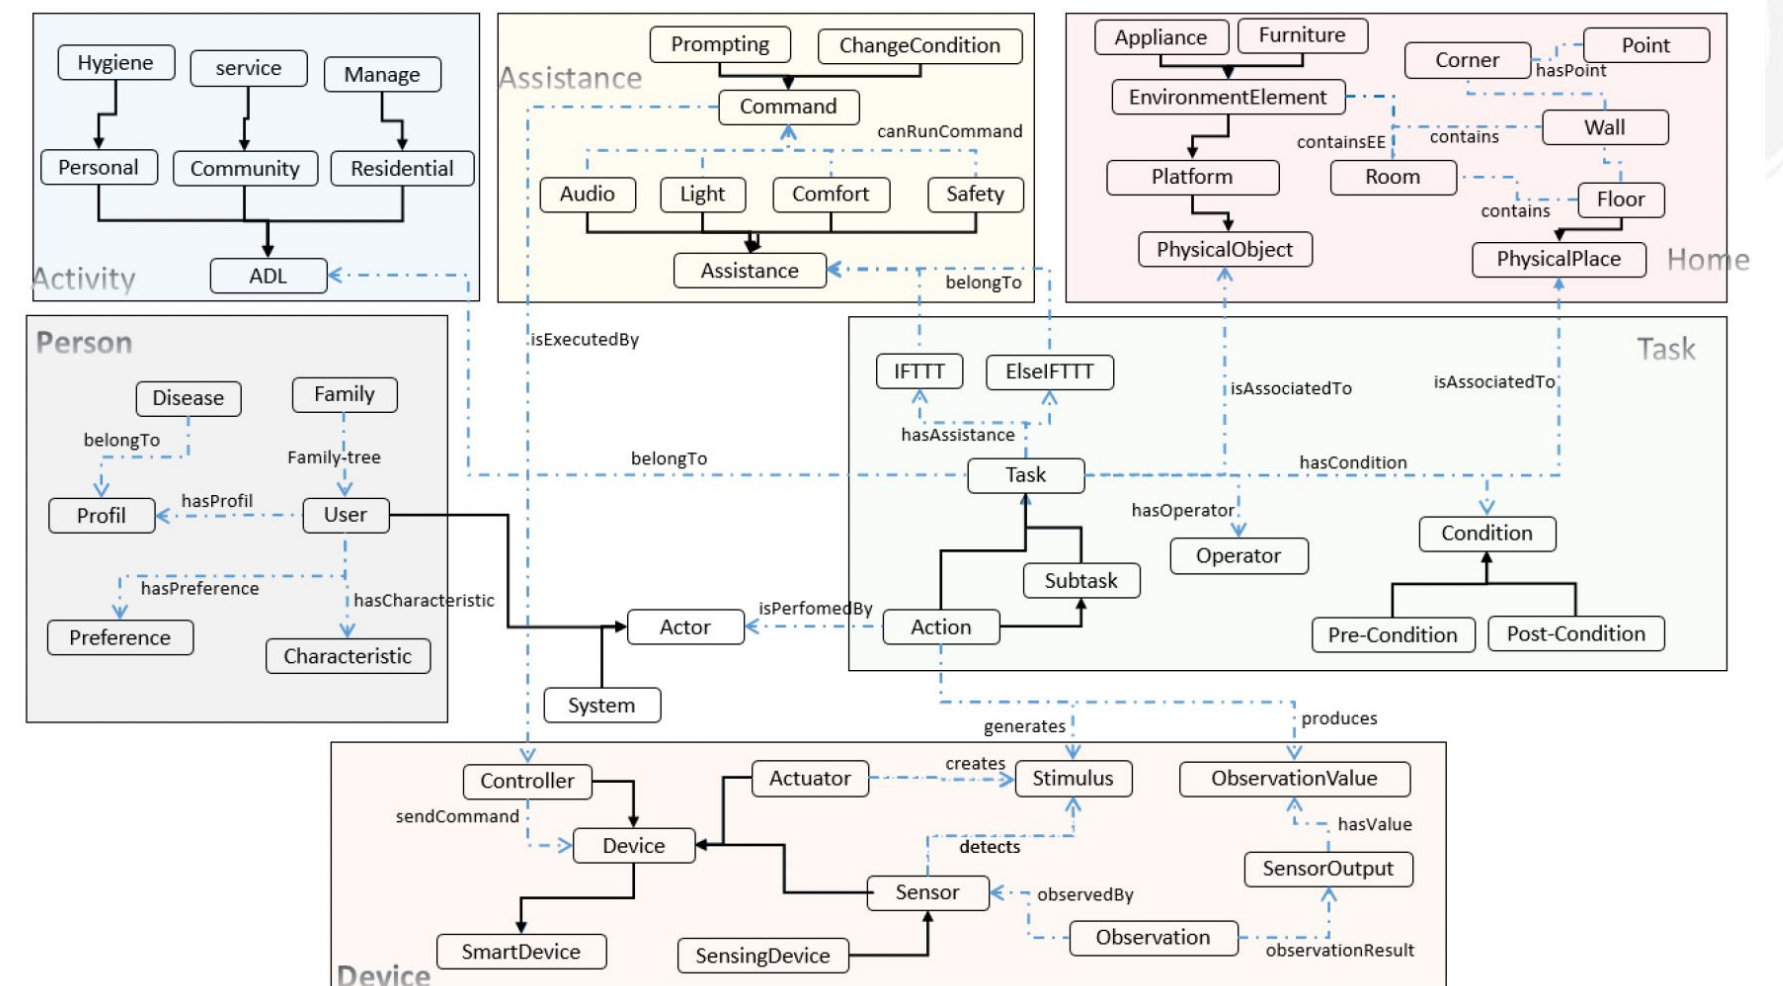 Hygiene
service
Manage
Personal
Community
Residential
ADL
Activity
Prompting
ChangeCondition
Assistance
Command
canRunCommand
Audio
Light
Comfort
Safety
Assistance
belongTo
Appliance
Furniture
Corner
Point
hasPoint
EnvironmentElement
Wall
containsEE
contains
Platform
Room
Floor
contains
PhysicalObject
PhysicalPlace
Home
Person
Disease
Family
belongTo
Family-tree
Profil
hasProfil
User
hasPreference
hasCharacteristic
Preference
Characteristic
isExecutedBy
belongTo
Actor
isPerfomedBy
System
Task
IFTTT
ElseIFTTT
isAssociatedTo
isAssociatedTo
hasAssistance
Task
hasCondition
hasOperator
Operator
Condition
Subtask
Action
Pre-Condition
Post-Condition
generates
produces
Controller
Actuator
creates
Stimulus
ObservationValue
sendCommand
Device
detects
hasValue
SensorOutput
Sensor
observedBy
Observation
observationResult
SmartDevice
SensingDevice
Device